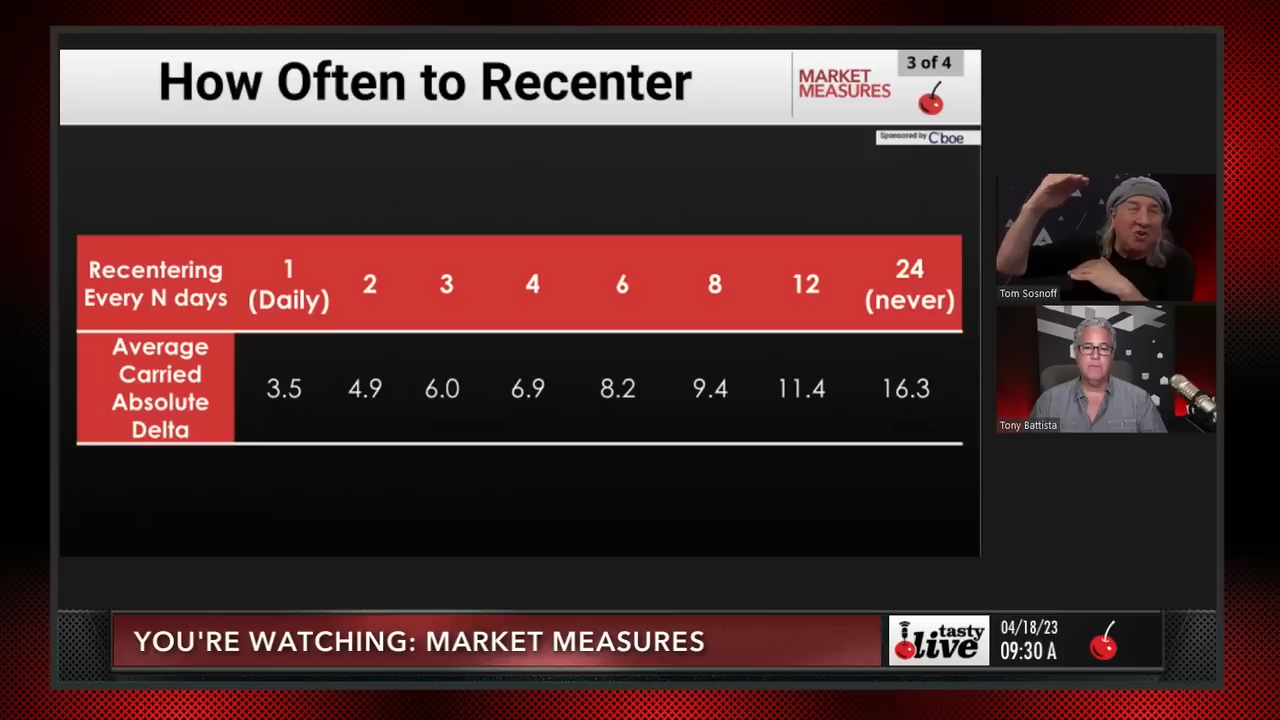 How Often to Recenter
MARKET
MEASURES
3 of 4
Sponsored by Cboe
Recentering
Every N days
1
(Daily)
2
3
4
6
8
12
24
(never)
Average
Carried
Absolute
Delta
3.5
4.9
6.0
6.9
8.2
9.4
11.4
16.3
Tom Sosnoff
Tony Battista
YOU'RE WATCHING: MARKET MEASURES
tasty
live
04/18/23
09:30 A